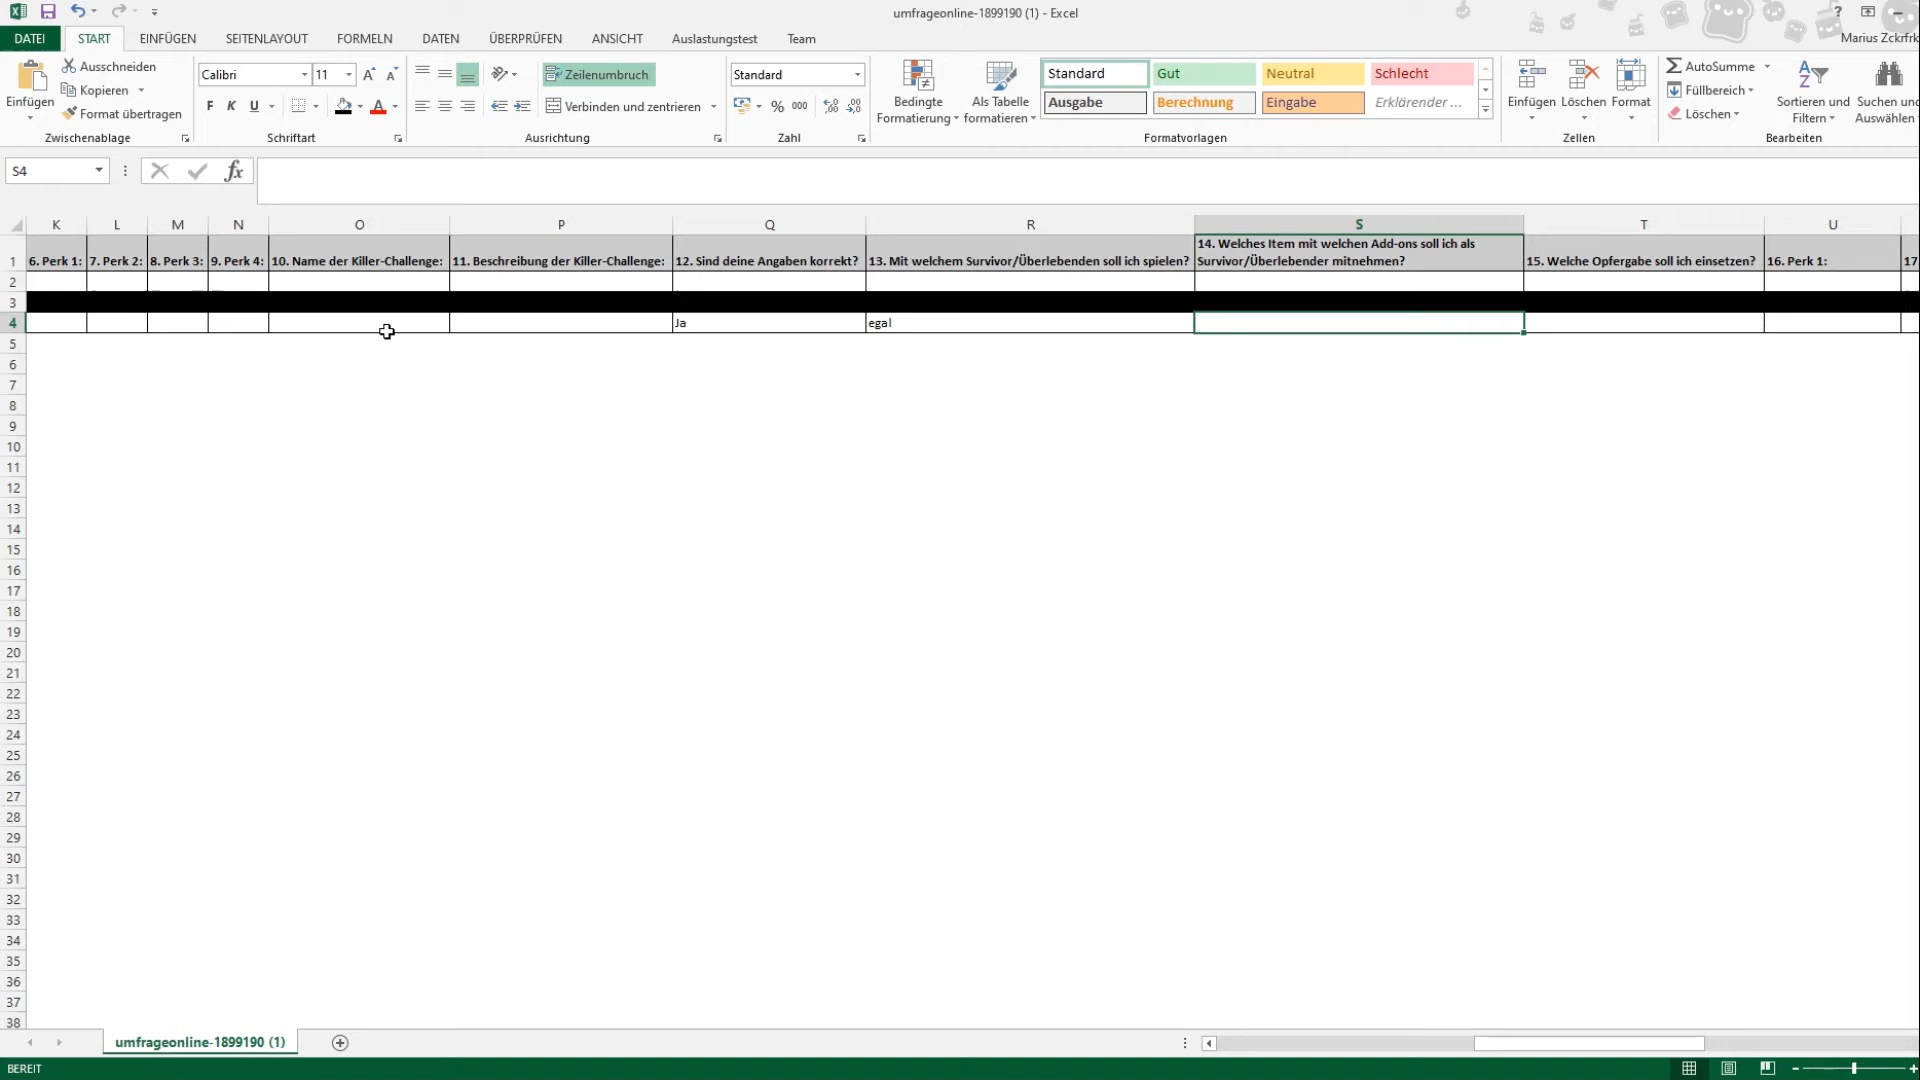 umfrageonline-1899190 (1) - Excel
?
DATEI START EINFÜGEN SEITENLAYOUT FORMELN DATEN ÜBERPRÜFEN ANSICHT Auslastungstest Team
Marius Zckrfrk
Einfügen
Ausschneiden
Kopieren
Format übertragen
Zwischenablage
Calibri 11
F K U
Schriftart
Zeilenumbruch
Verbinden und zentrieren
Ausrichtung
Standard
% 000
Zahl
Bedingte
Formatierung
Als Tabelle
formatieren
Standard Gut Neutral Schlecht
Ausgabe Berechnung Eingabe Erklärender ...
Formatvorlagen
Einfügen Löschen Format
Zellen
AutoSumme
Füllbereich
Löschen
Sortieren und
Filtern
Suchen und
Auswählen
Bearbeiten
S4
fx
K L M N O P Q R S T U
1 6. Perk 1: 7. Perk 2: 8. Perk 3: 9. Perk 4: 10. Name der Killer-Challenge: 11. Beschreibung der Killer-Challenge: 12. Sind deine Angaben korrekt? 13. Mit welchem Survivor/Überlebenden soll ich spielen? 14. Welches Item mit welchen Add-ons soll ich als
Survivor/Überlebender mitnehmen? 15. Welche Opfergabe soll ich einsetzen? 16. Perk 1: 17
2
3
4 Ja egal
5
6
7
8
9
10
11
12
13
14
15
16
17
18
19
20
21
22
23
24
25
26
27
28
29
30
31
32
33
34
35
36
37
38
umfrageonline-1899190 (1)
BEREIT